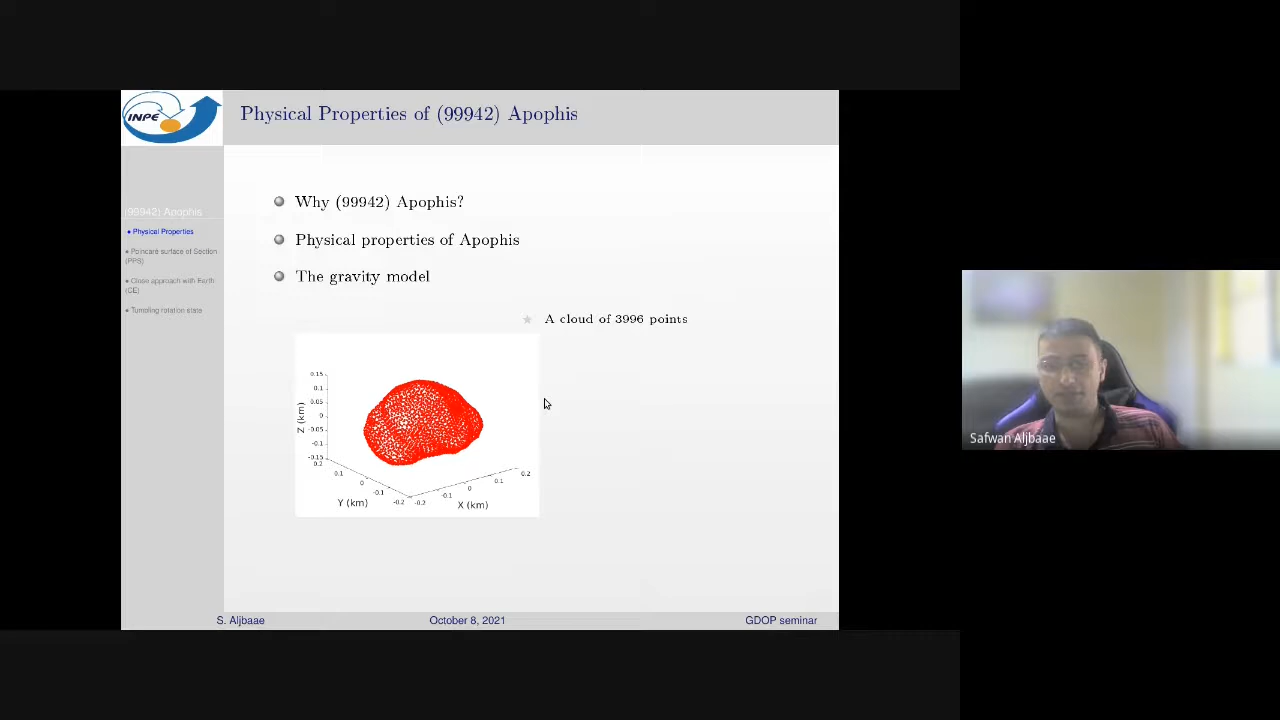 INPE
Physical Properties of (99942) Apophis
(99942) Apophis
• Physical Properties
• Poincare surface of Section
(PPS)
• Close approach with Earth
(CE)
• Tumoling rotation state
Why (99942) Apophis?
Physical properties of Apophis
The gravity model
A cloud of 3996 points
0.15
0.1
0.05
0
-0.05
-0.1
-0.15
Z (km)
0.2
0.1
0
-0.1
-0.2
Y (km)
-0.2
-0.1
0
0.1
0.2
X (km)
Safwan Aljbaae
S. Aljbaae
October 8, 2021
GDOP seminar